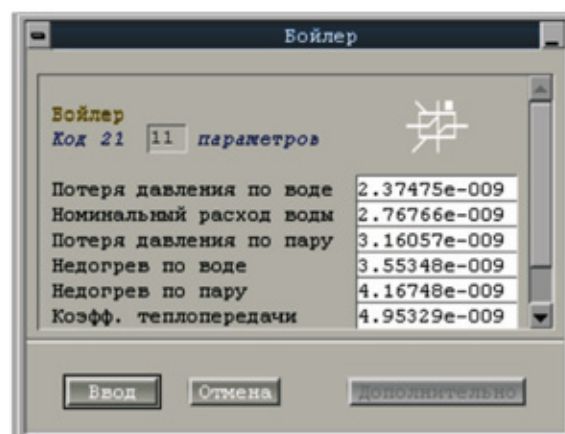 Бойлер
Бойлер
Код 21 11 параметров
Потеря давления по воде 2.37475e-009
Номинальный расход воды 2.76766e-009
Потеря давления по пару 3.16057e-009
Недогрев по воде 3.55348e-009
Недогрев по пару 4.16748e-009
Коэфф. теплопередачи 4.95329e-009
Ввод Отмена Дополнительно